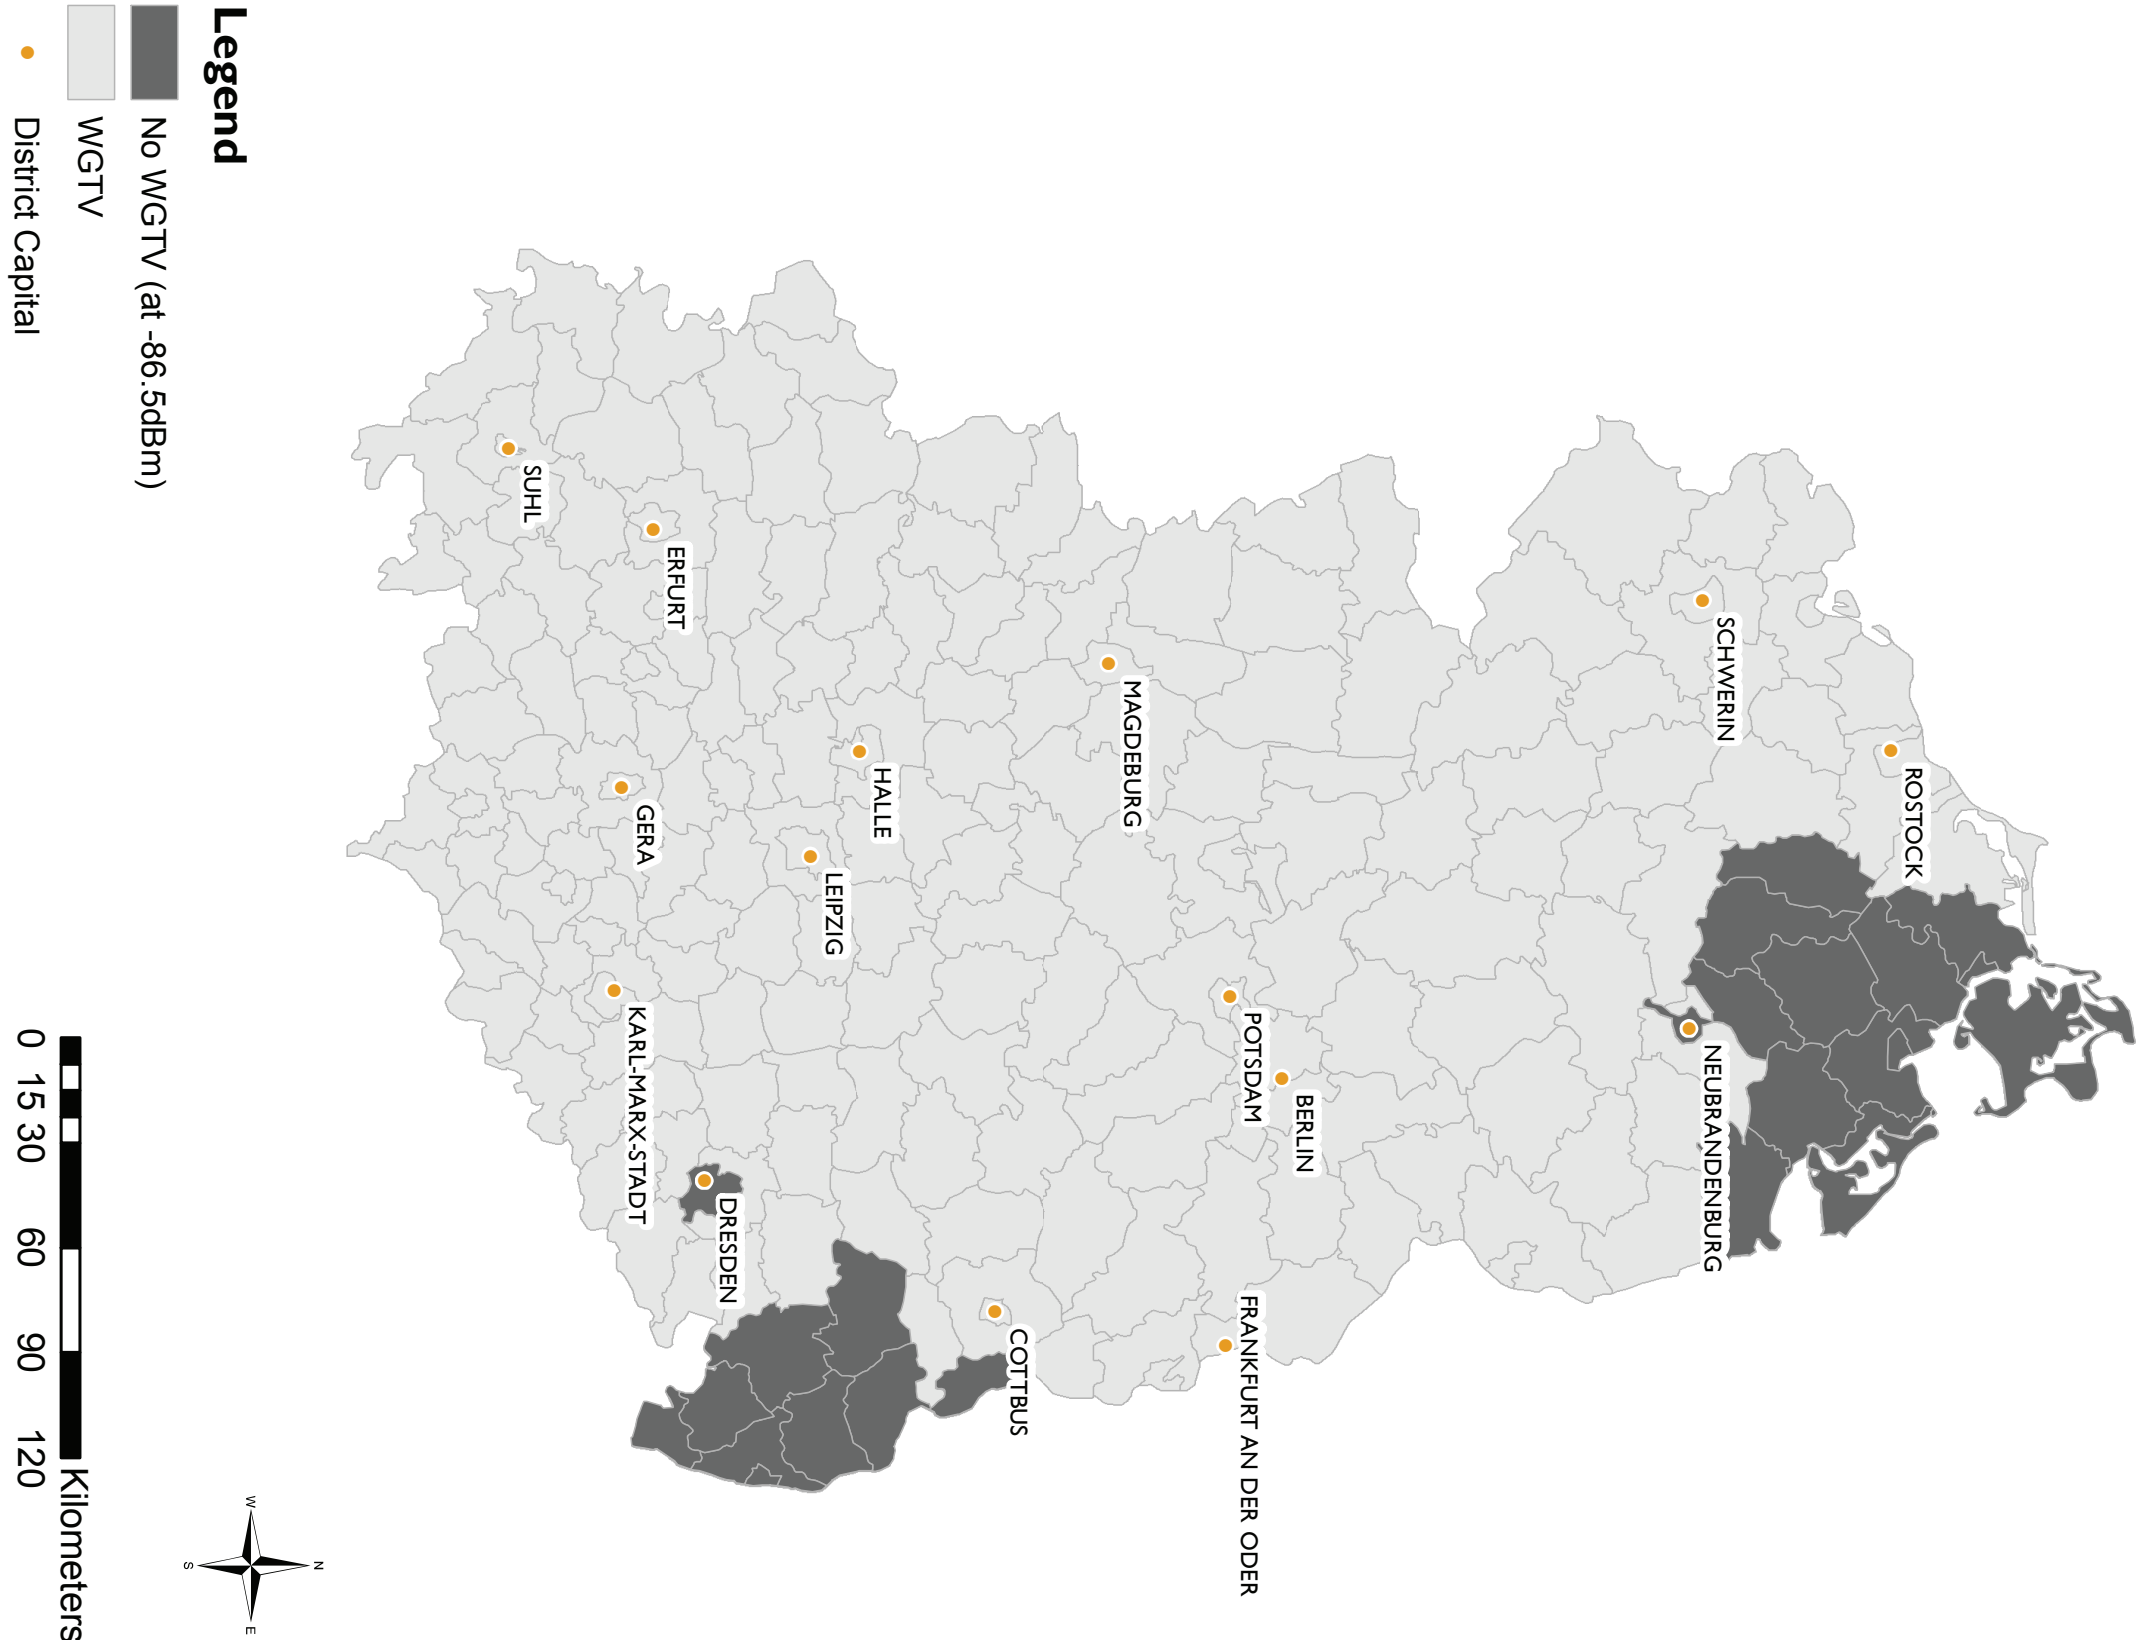 Legend
No WGTV (at -86.5dBm)
WGTV
District Capital
ROSTOCK
SCHWERIN
NEUBRANDENBURG
BERLIN
POTSDAM
FRANKFURT AN DER ODER
MAGDEBURG
COTTBUS
HALLE
LEIPZIG
DRESDEN
ERFURT
GERA
KARL-MARX-STADT
SUHL
0 15 30 60 90 120
Kilometers
N
W
E
S